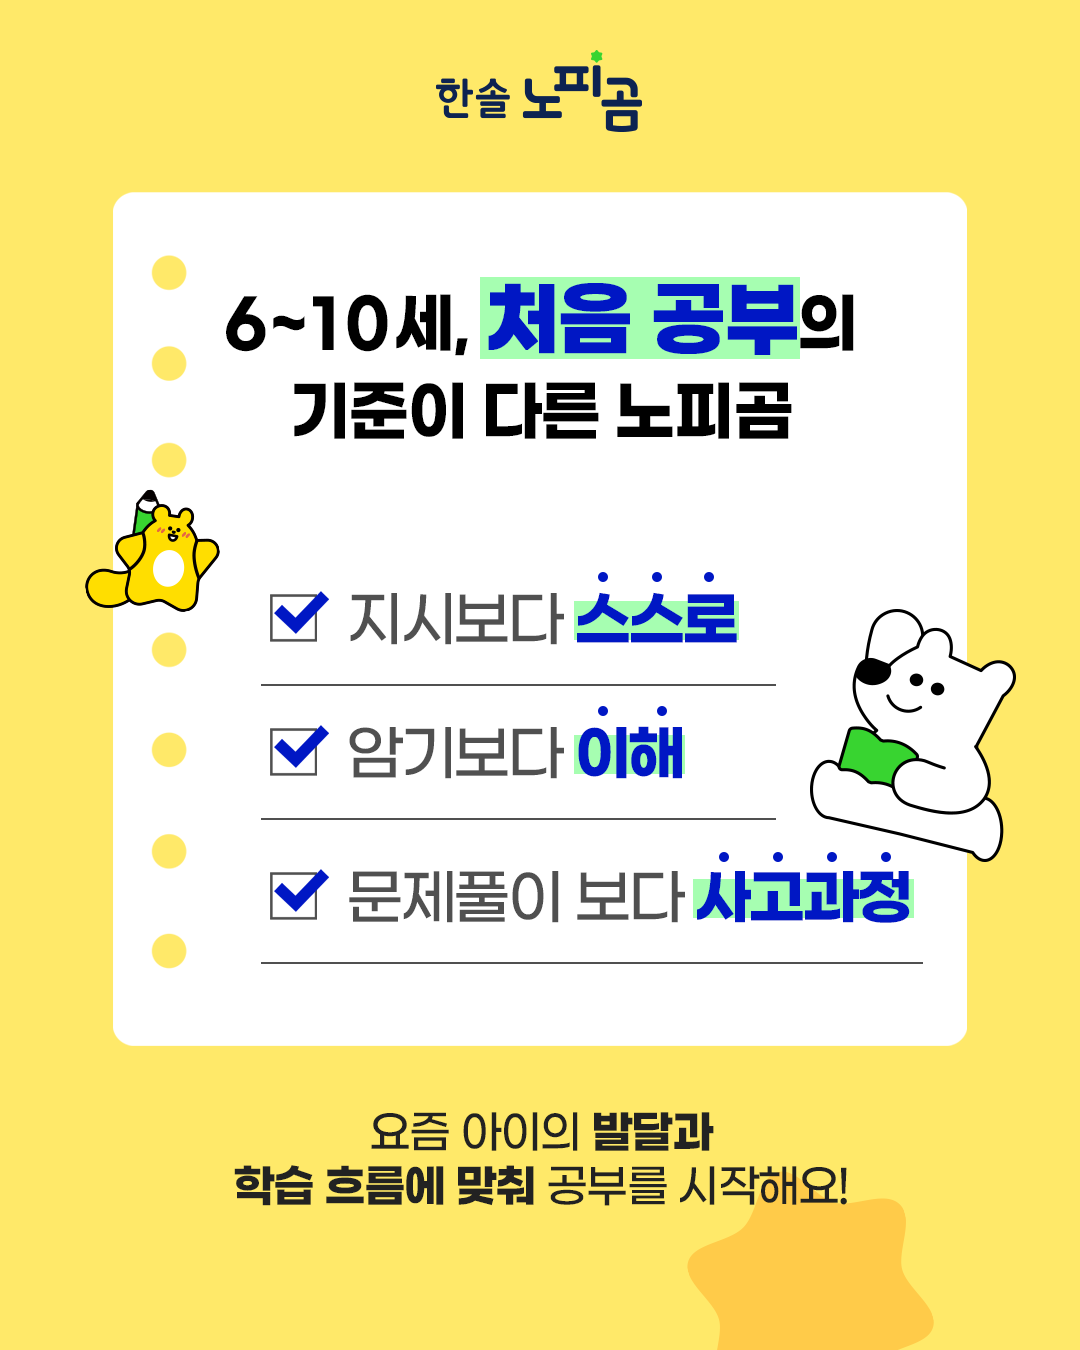 한솔 노피곰
6~10세, 처음 공부의
기준이 다른 노피곰
지시보다 스스로
암기보다 이해
문제풀이 보다 사고과정
요즘 아이의 발달과
학습 흐름에 맞춰 공부를 시작해요!